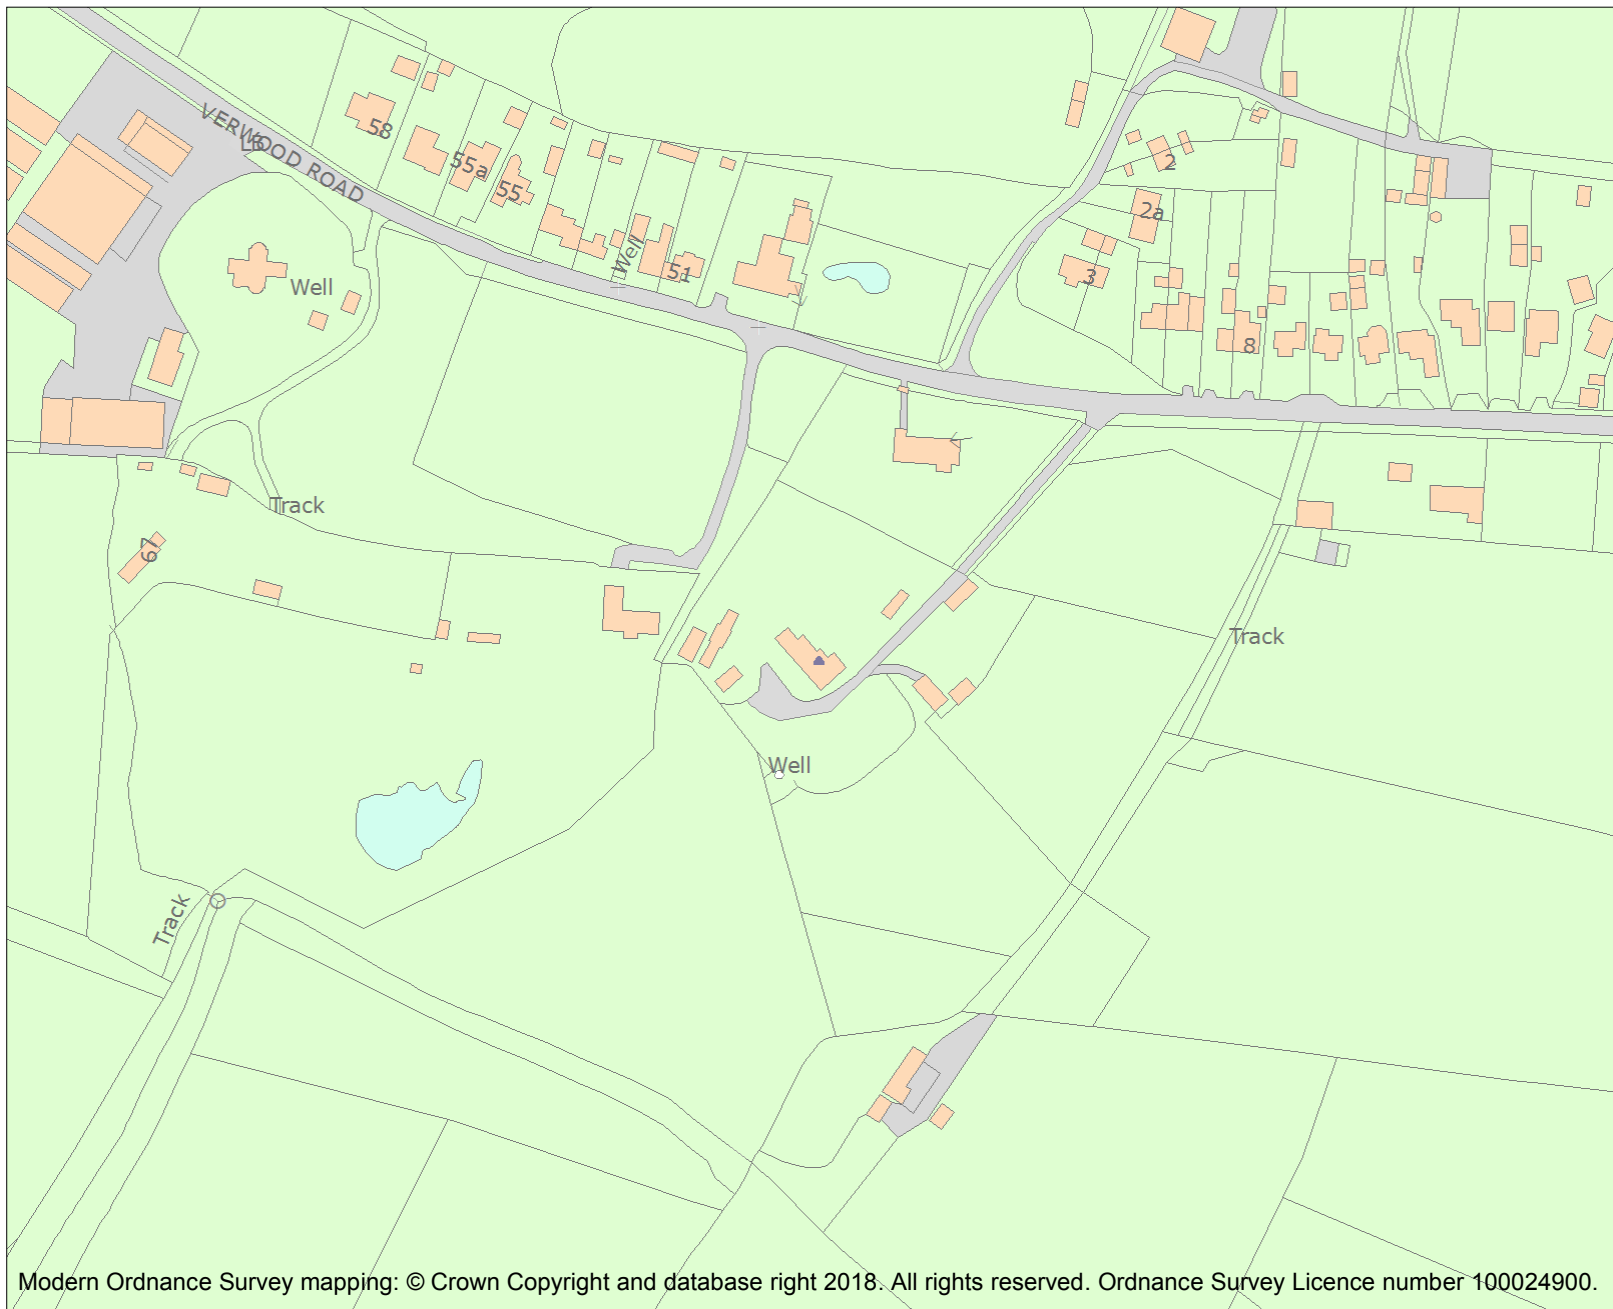 VERWOOD ROAD
LB
58
55a
55
Well
51
2
2a
3
8
Well
Track
67
Track
Well
Track
Modern Ordnance Survey mapping: © Crown Copyright and database right 2018. All rights reserved. Ordnance Survey Licence number 100024900.